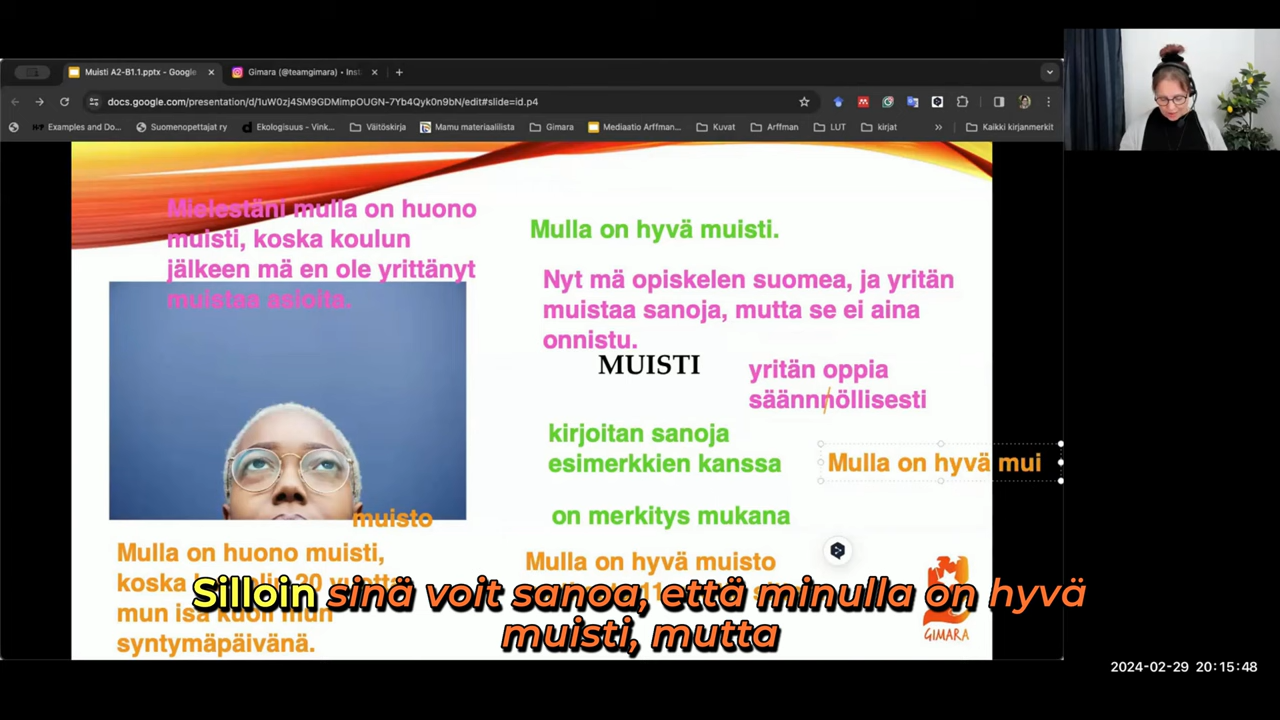 Muisti A2-B1.1.pptx - Google
Gimara (@teamgimara) • Inst
docs.google.com/presentation/d/1uW0zj4SM9GDMimpOUGN-7Yb4Qyk0n9bN/edit#slide=id.p4
Examples and Do...
Suomenopettajat ry
Ekologisuus - Vink...
Väitöskirja
Mamu materiaalilista
Gimara
Mediaatio Arffman...
Kuvat
Arffman
LUT
kirjat
»
Kaikki kirjanmerkit
Mielestäni mulla on huono
muisti, koska koulun
jälkeen mä en ole yrittänyt
muistaa asioita.
Mulla on hyvä muisti.
Nyt mä opiskelen suomea, ja yritän
muistaa sanoja, mutta se ei aina
onnistu.
MUISTI
yritän oppia
säännnöllisesti
kirjoitan sanoja
esimerkkien kanssa
Mulla on hyvä mui
on merkitys mukana
muisto
Mulla on huono muisti,
koska
mun isä kuoli mun
syntymäpäivänä.
Mulla on hyvä muisto
Silloin sinä voit sanoa, että minulla on hyvä
muisti, mutta
GIMARA
2024-02-29 20:15:48